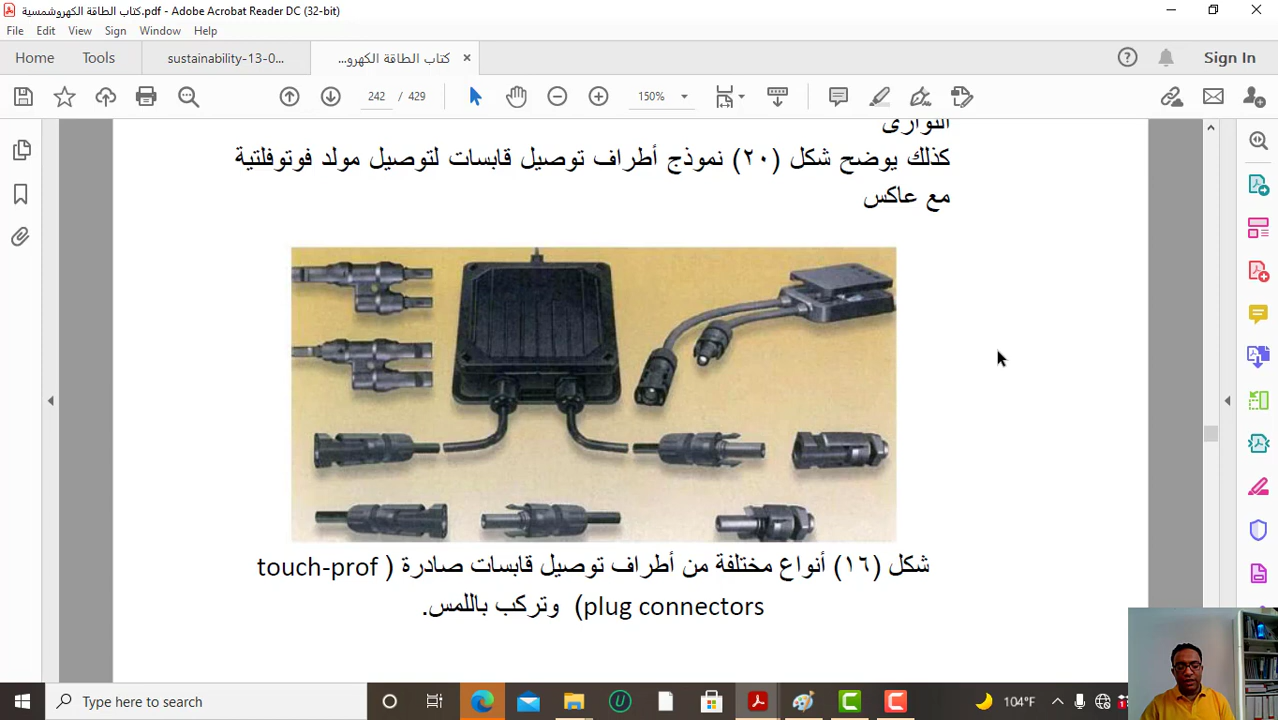 كتاب الطاقة الكهروشمسية.pdf - Adobe Acrobat Reader DC (32-bit)
File Edit View Sign Window Help
Home Tools sustainability-13-0... كتاب الطاقة الكهرو... × Sign In
242 / 429 150%
التوازى
كذلك يوضح شكل (٢٠) نموذج أطراف توصيل قابسات لتوصيل مولد فوتوفلتية
مع عاكس
شكل (١٦) أنواع مختلفة من أطراف توصيل قابسات صادرة ( touch-prof
plug connectors) وتركب باللمس.
Type here to search 104°F